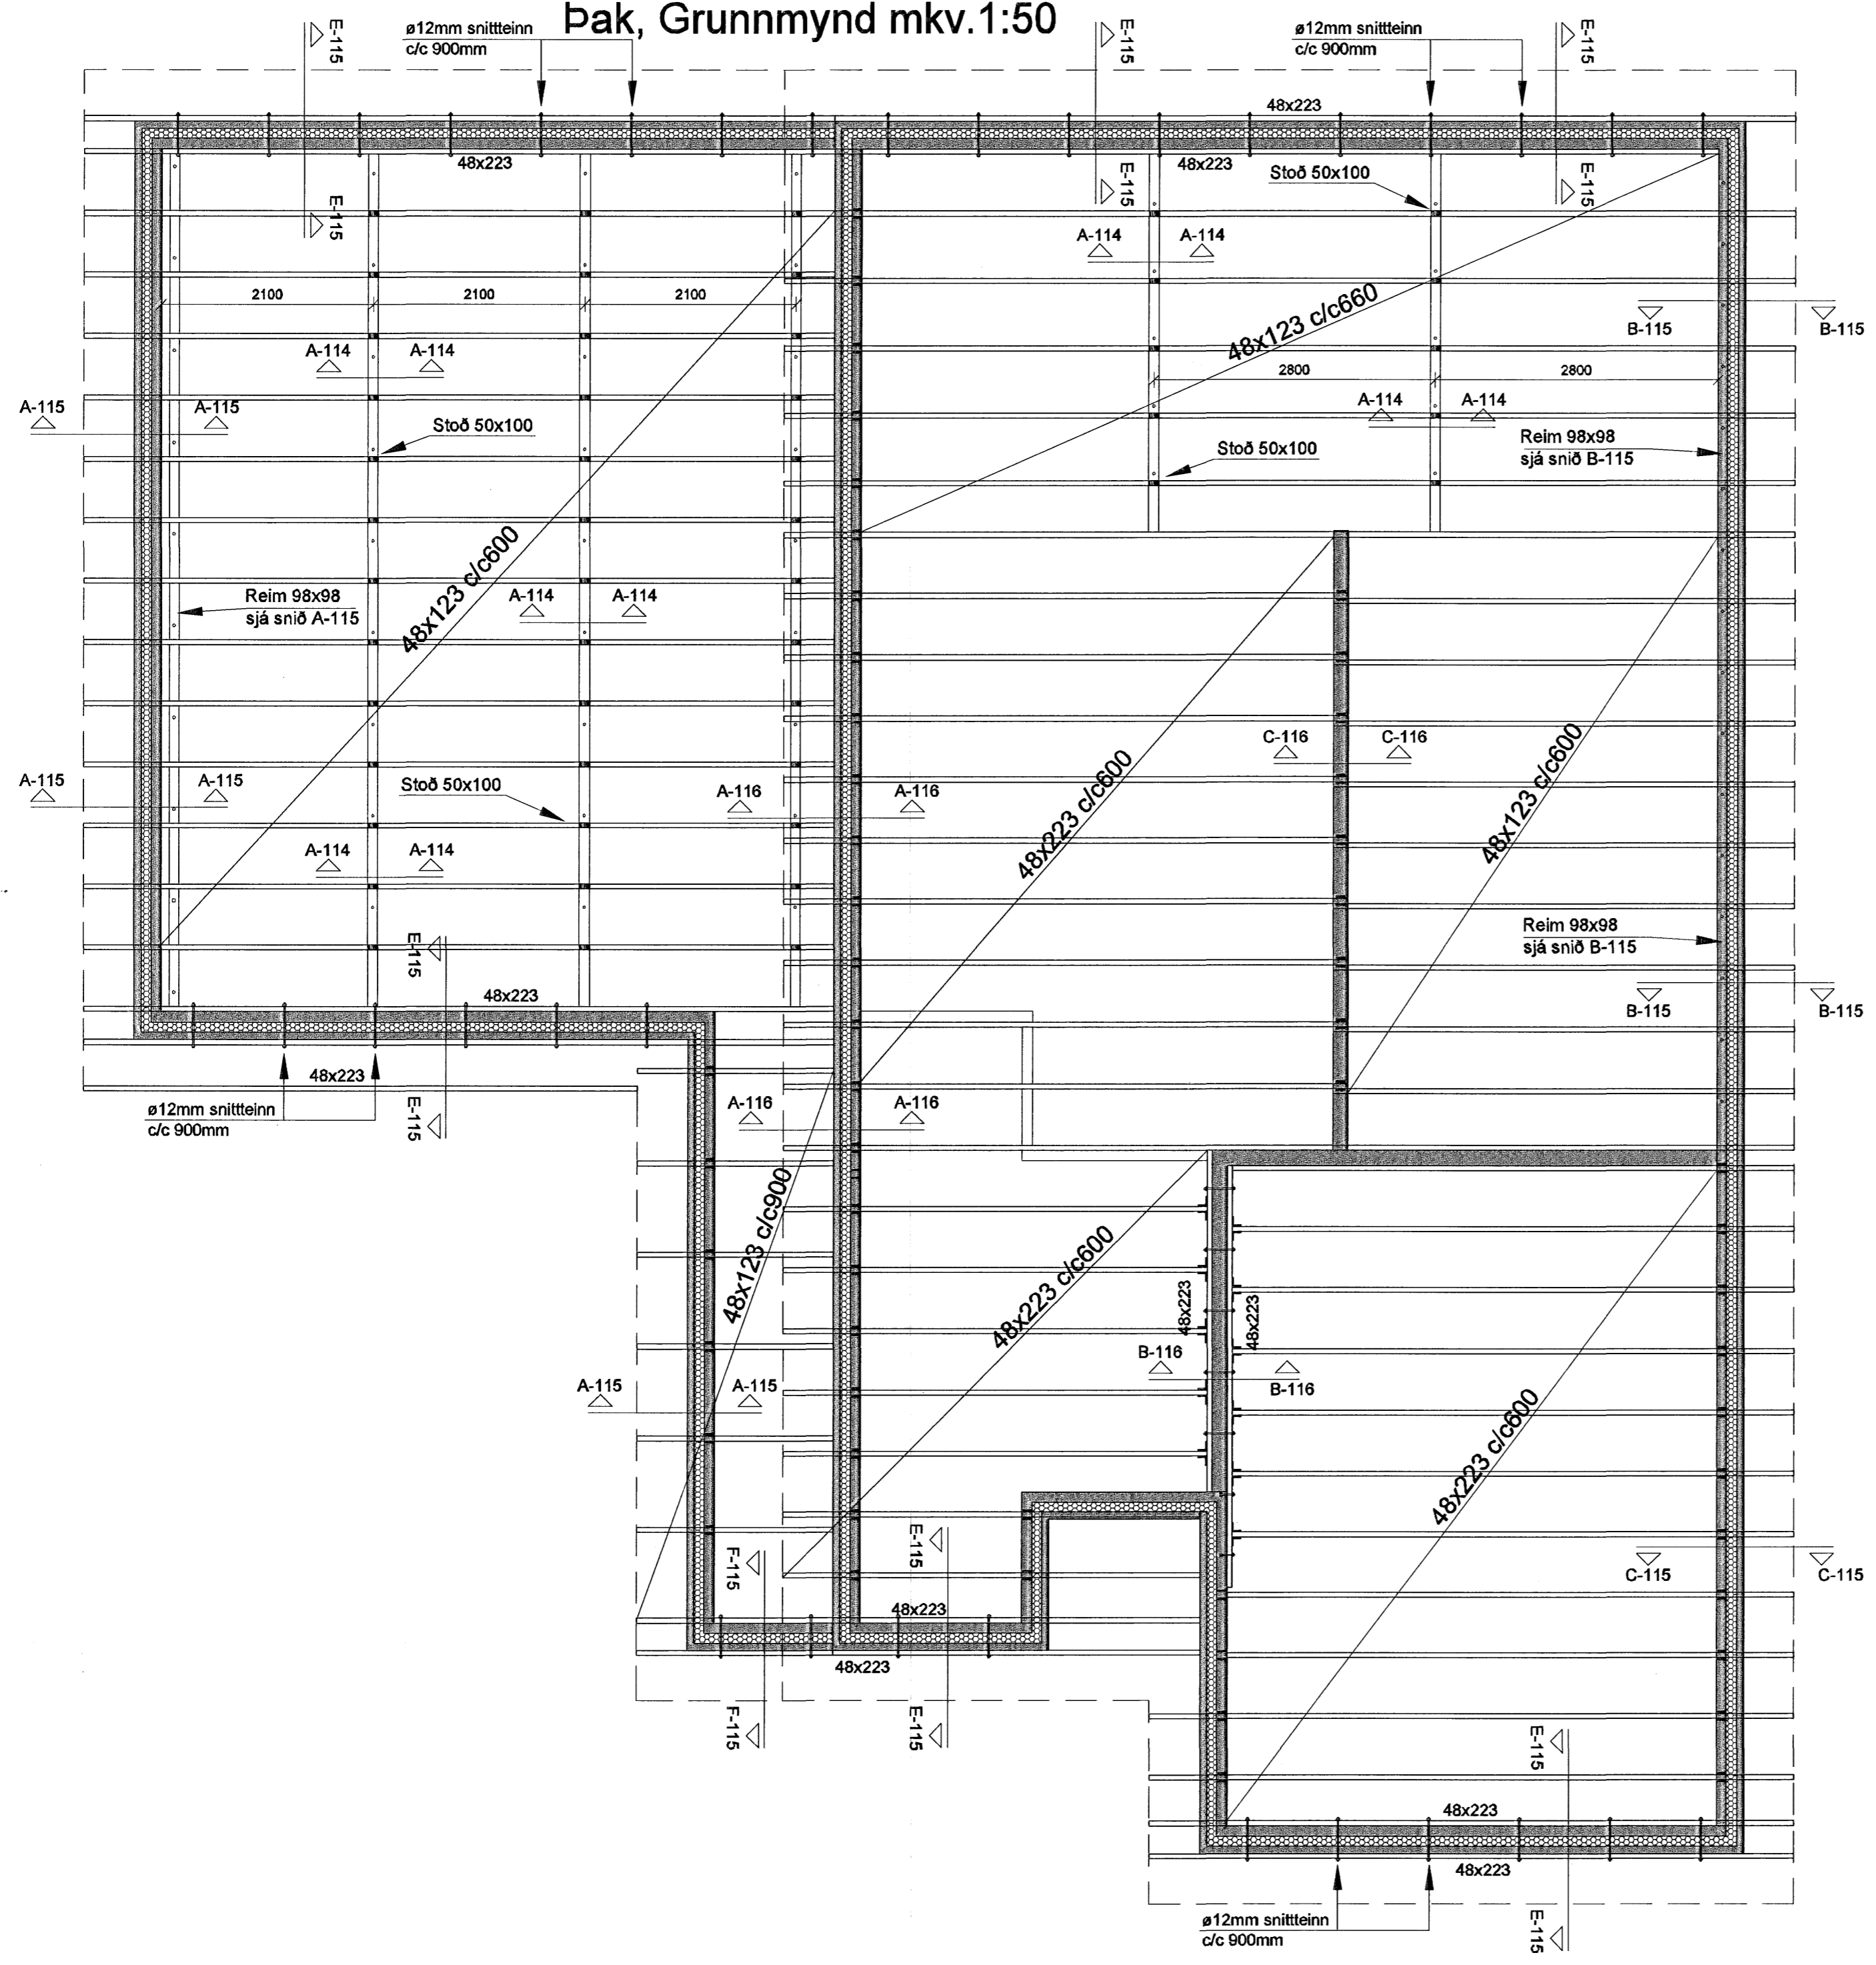 Þak, Grunnmynd mkv.1:50
ø12mm snittteinn
c/c 900mm
ø12mm snittteinn
c/c 900mm
E-115
E-115
E-115
48x223
48x223
48x223
Stoð 50x100
E-115
E-115
E-115
A-114
A-114
2100
2100
2100
48x123 c/c660
B-115
B-115
A-114
A-114
2800
2800
A-115
A-115
A-114
A-114
Stoð 50x100
Stoð 50x100
Reim 98x98
sjá snið B-115
48x123 c/c600
Reim 98x98
sjá snið A-115
A-114
A-114
C-116
C-116
48x223 c/c600
48x123 c/c600
A-115
A-115
Stoð 50x100
A-116
A-116
A-114
A-114
Reim 98x98
sjá snið B-115
E-115
48x223
B-115
B-115
48x223
ø12mm snittteinn
c/c 900mm
E-115
A-116
A-116
48x123 c/c900
48x223 c/c600
48x223
48x223
B-116
B-116
A-115
A-115
48x223 c/c600
E-115
F-115
C-115
C-115
48x223
48x223
F-115
E-115
E-115
48x223
48x223
ø12mm snittteinn
c/c 900mm
E-115